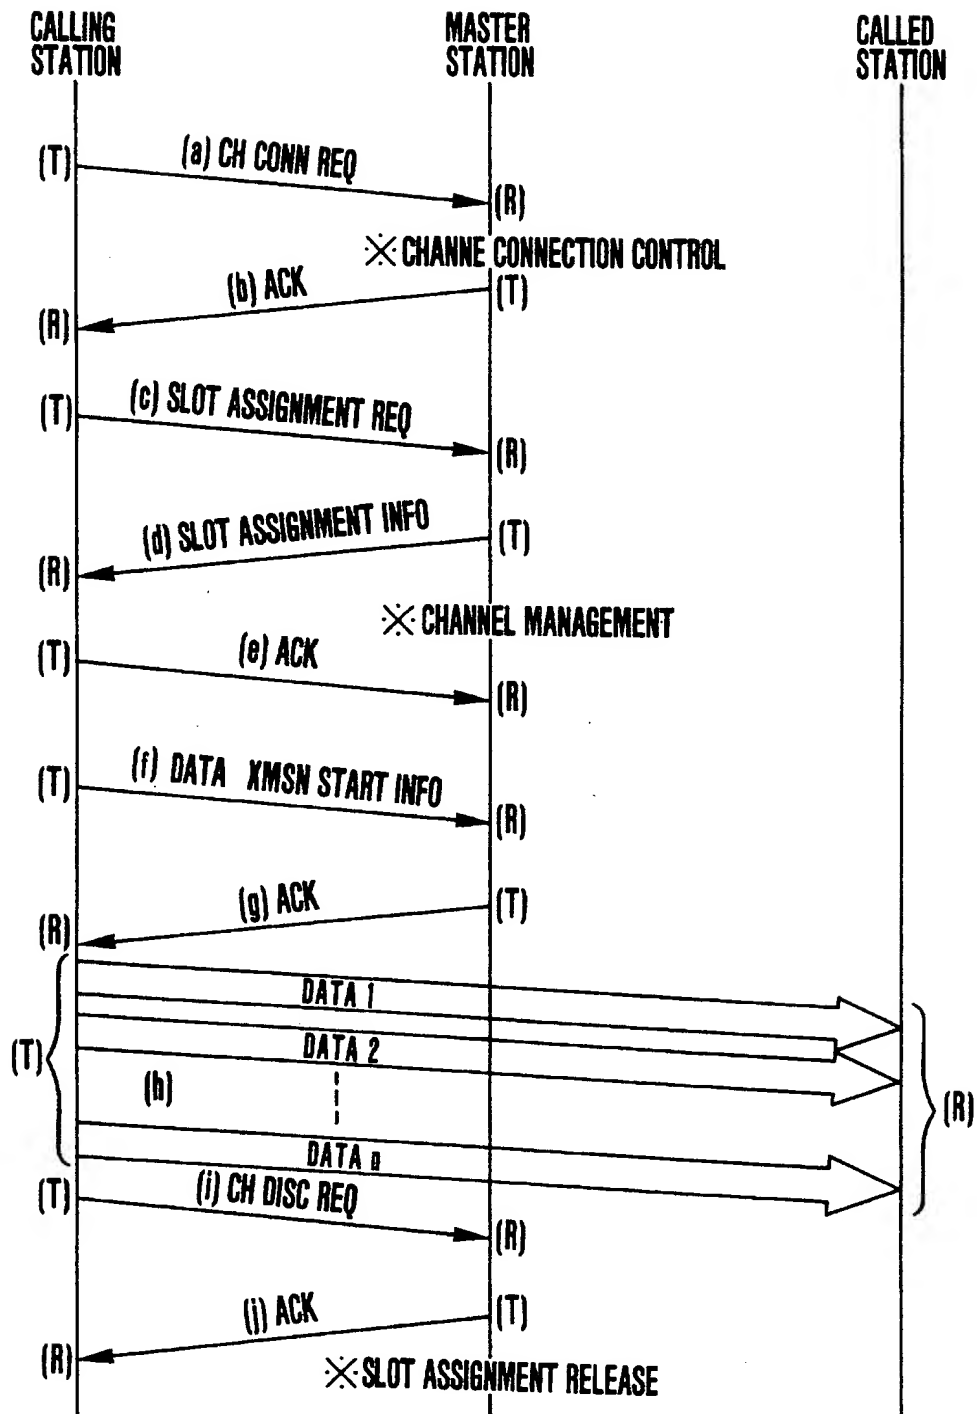 CALLING
STATION
MASTER
STATION
CALLED
STATION
(T)
(a) CH CONN REQ
(R)
※ CHANNE CONNECTION CONTROL
(b) ACK
(T)
(R)
(T)
(c) SLOT ASSIGNMENT REQ
(R)
(d) SLOT ASSIGNMENT INFO
(T)
(R)
※ CHANNEL MANAGEMENT
(T)
(e) ACK
(R)
(T)
(f) DATA XMSN START INFO
(R)
(g) ACK
(T)
(R)
DATA 1
(T)
DATA 2
(h)
(R)
DATA n
(T)
(i) CH DISC REQ
(R)
(j) ACK
(T)
(R)
※ SLOT ASSIGNMENT RELEASE